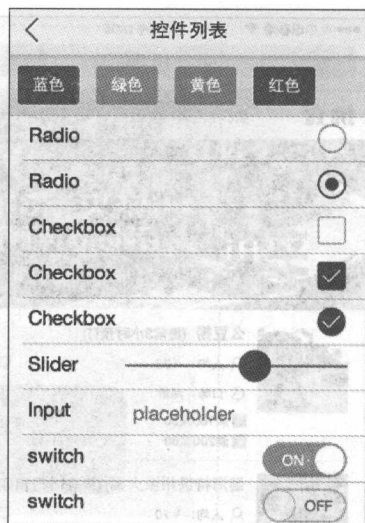 控件列表
蓝色 绿色 黄色 红色
Radio
Radio
Checkbox
Checkbox
Checkbox
Slider
Input placeholder
switch ON
switch OFF